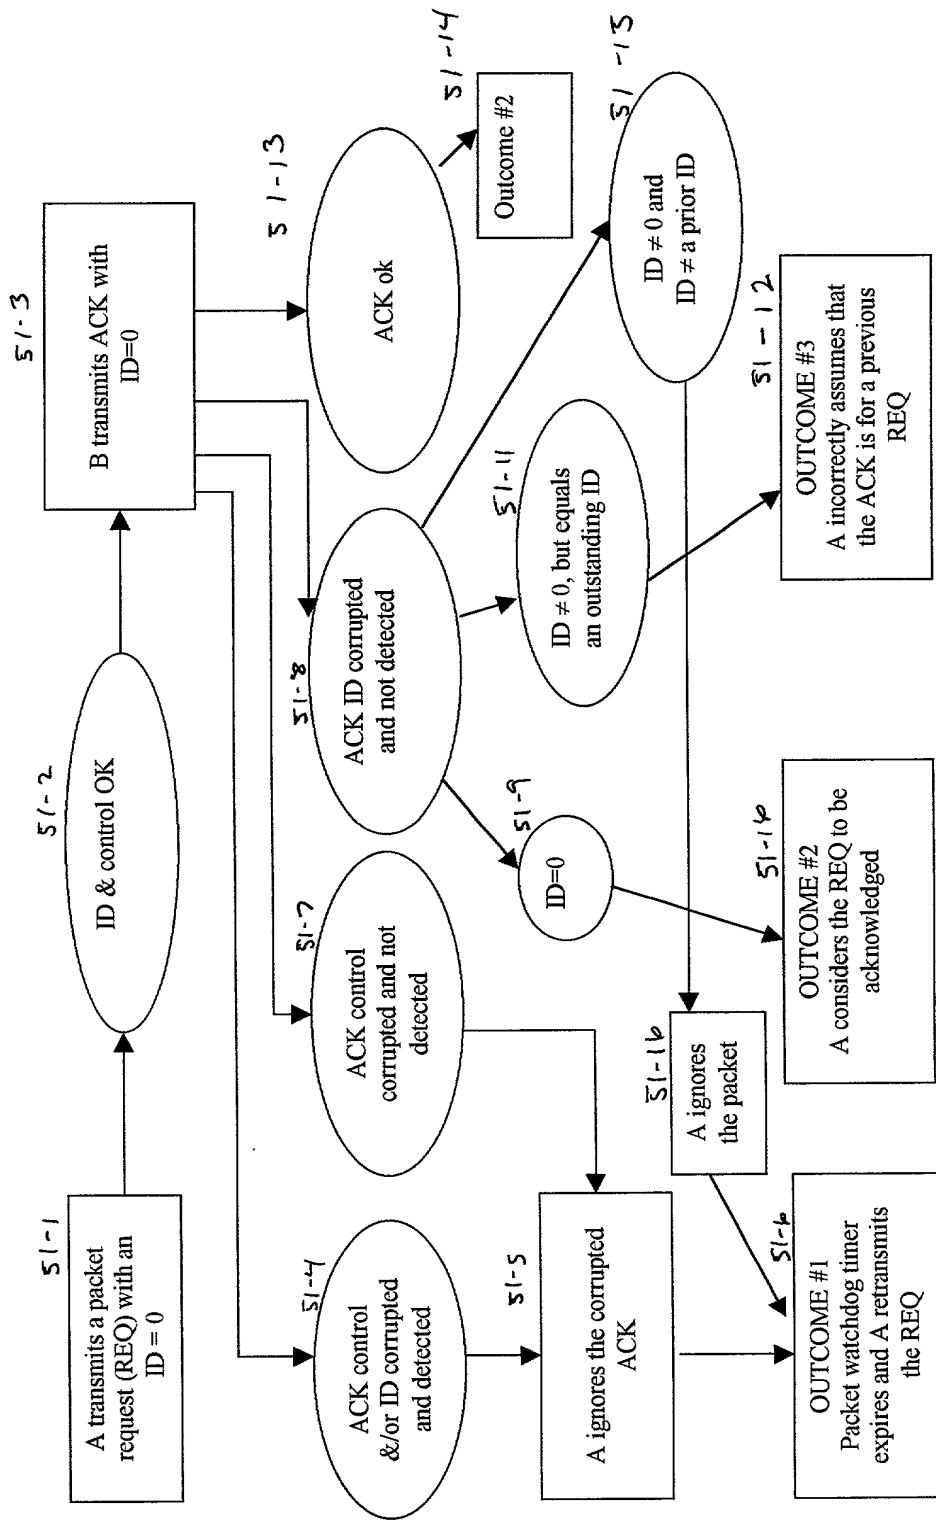 51-1
A transmits a packet
request (REQ) with an
ID = 0
51-2
ID & control OK
51-3
B transmits ACK with
ID=0
51-4
ACK control
&/or ID corrupted
and detected
51-7
ACK control
corrupted and not
detected
51-8
ACK ID corrupted
and not detected
51-13
ACK ok
51-14
Outcome #2
51-5
A ignores the corrupted
ACK
51-9
ID=0
51-11
ID ≠ 0, but equals
an outstanding ID
51-13
ID ≠ 0 and
ID ≠ a prior ID
51-16
A ignores
the packet
51-6
OUTCOME #1
Packet watchdog timer
expires and A retransmits
the REQ
51-16
OUTCOME #2
A considers the REQ to be
acknowledged
51-12
OUTCOME #3
A incorrectly assumes that
the ACK is for a previous
REQ